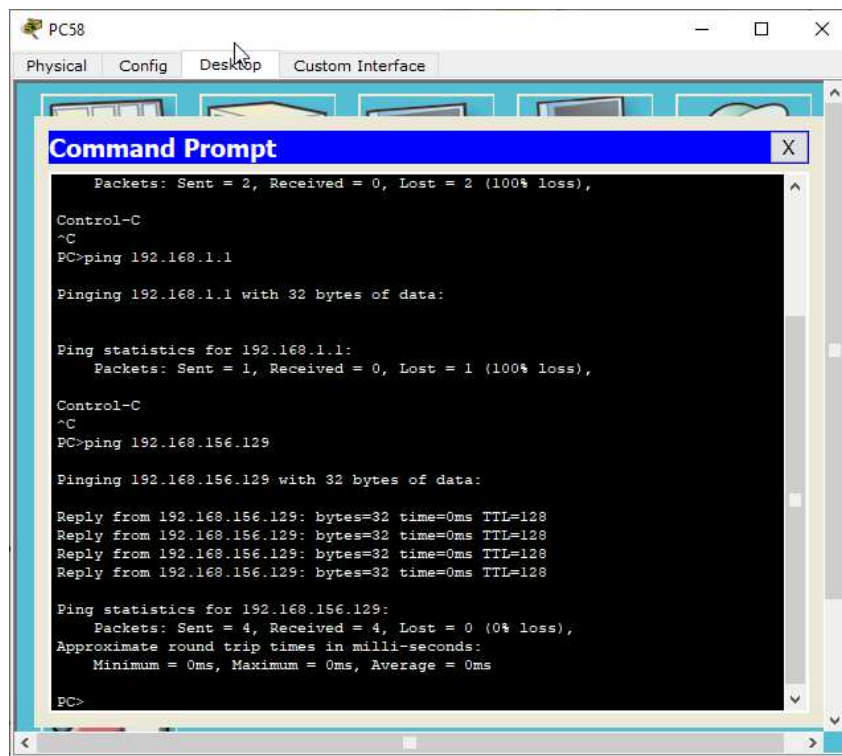 PC58
Physical Config Desktop Custom Interface
Command Prompt X
Packets: Sent = 2, Received = 0, Lost = 2 (100% loss),
Control-C
^C
PC>ping 192.168.1.1
Pinging 192.168.1.1 with 32 bytes of data:
Ping statistics for 192.168.1.1:
Packets: Sent = 1, Received = 0, Lost = 1 (100% loss),
Control-C
^C
PC>ping 192.168.156.129
Pinging 192.168.156.129 with 32 bytes of data:
Reply from 192.168.156.129: bytes=32 time=0ms TTL=128
Reply from 192.168.156.129: bytes=32 time=0ms TTL=128
Reply from 192.168.156.129: bytes=32 time=0ms TTL=128
Reply from 192.168.156.129: bytes=32 time=0ms TTL=128
Ping statistics for 192.168.156.129:
Packets: Sent = 4, Received = 4, Lost = 0 (0% loss),
Approximate round trip times in milli-seconds:
Minimum = 0ms, Maximum = 0ms, Average = 0ms
PC>